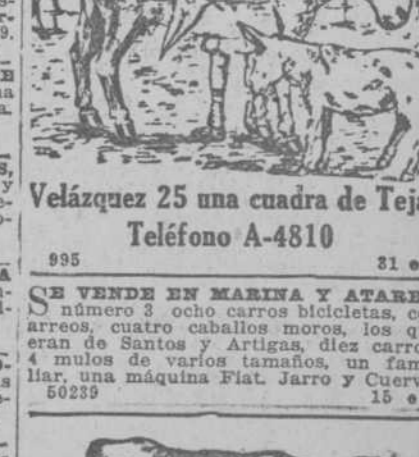 Velázquez 25 una cuadra de Teja
Teléfono A-4810
995 31 e
SE VENDE EN MARINA Y ATARE
número 3 ocho carros bicicletas, c
arreos, cuatro caballos moros, los q
eran de Santos y Artigas, diez carro
4 mulos de varios tamaños, un fam
liar, una máquina Fiat. Jarro y Cuer
50239 15 e